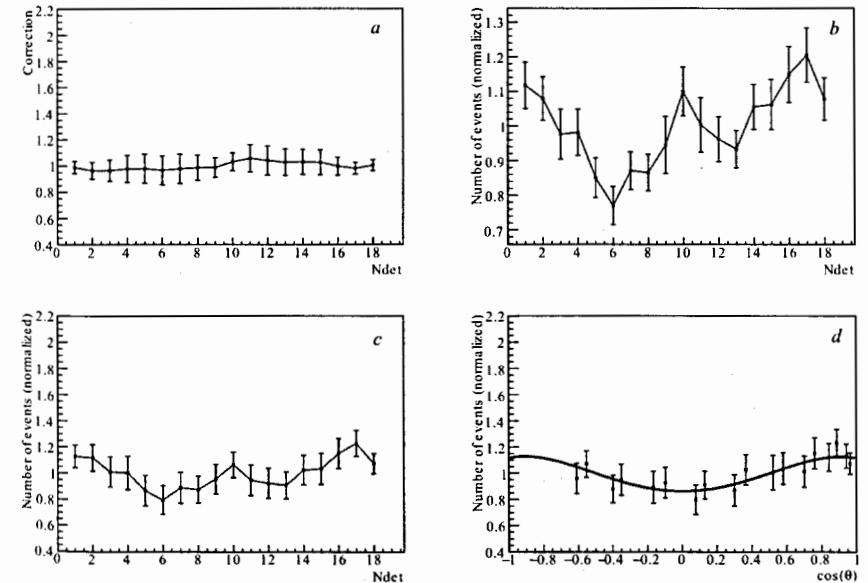 a
Correction
2.2
2
1.8
1.6
1.4
1.2
1
0.8
0.6
0.4
0 2 4 6 8 10 12 14 16 18
Ndet
b
Number of events (normalized)
1.3
1.2
1.1
1
0.9
0.8
0.7
0 2 4 6 8 10 12 14 16 18
Ndet
c
Number of events (normalized)
2.2
2
1.8
1.6
1.4
1.2
1
0.8
0.6
0.4
0 2 4 6 8 10 12 14 16 18
Ndet
d
Number of events (normalized)
2.2
2
1.8
1.6
1.4
1.2
1
0.8
0.6
0.4
-1 -0.8 -0.6 -0.4 -0.2 0 0.2 0.4 0.6 0.8 1
cos(θ)